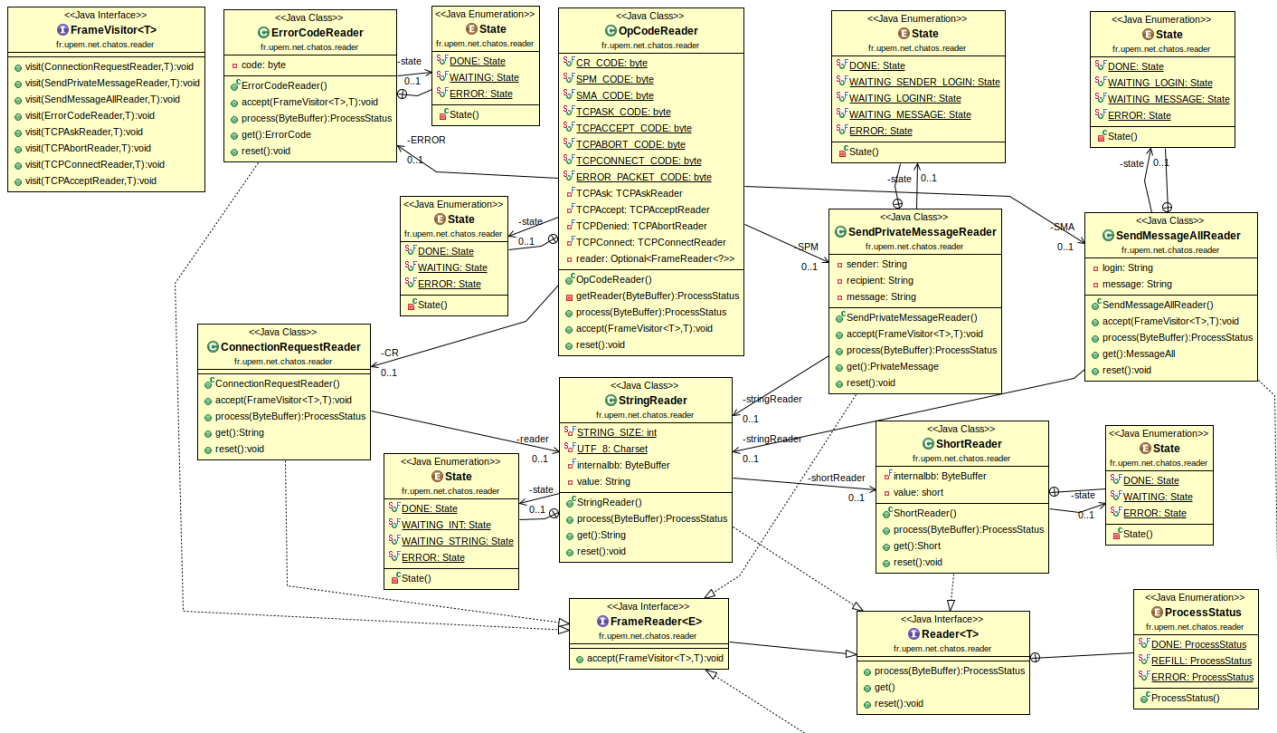 <<Java Interface>>
FrameVisitor<T>
fr.upem.net.chatos.reader
visit(ConnectionRequestReader,T):void
visit(SendPrivateMessageReader,T):void
visit(SendMessageAllReader,T):void
visit(ErrorCodeReader,T):void
visit(TCPAskReader,T):void
visit(TCPAbortReader,T):void
visit(TCPConnectReader,T):void
visit(TCPAcceptReader,T):void
<<Java Class>>
ErrorCodeReader
fr.upem.net.chatos.reader
code: byte
ErrorCodeReader()
accept(FrameVisitor<T>,T):void
process(ByteBuffer):ProcessStatus
get():ErrorCode
reset():void
-state
0..1
<<Java Enumeration>>
State
fr.upem.net.chatos.reader
DONE: State
WAITING: State
ERROR: State
State()
-ERROR
0..1
<<Java Class>>
OpCodeReader
fr.upem.net.chatos.reader
CR_CODE: byte
SPM_CODE: byte
SMA_CODE: byte
TCPASK_CODE: byte
TCPACCEPT_CODE: byte
TCPABORT_CODE: byte
TCPCONNECT_CODE: byte
ERROR_PACKET_CODE: byte
TCPAsk: TCPAskReader
TCPAccept: TCPAcceptReader
TCPDenied: TCPAbortReader
TCPConnect: TCPConnectReader
reader: Optional<FrameReader<?>>
OpCodeReader()
getReader(ByteBuffer):ProcessStatus
process(ByteBuffer):ProcessStatus
accept(FrameVisitor<T>,T):void
reset():void
<<Java Enumeration>>
State
fr.upem.net.chatos.reader
DONE: State
WAITING_SENDER_LOGIN: State
WAITING_LOGINR: State
WAITING_MESSAGE: State
ERROR: State
State()
-state
0..1
<<Java Enumeration>>
State
fr.upem.net.chatos.reader
DONE: State
WAITING_LOGIN: State
WAITING_MESSAGE: State
ERROR: State
State()
-state
0..1
<<Java Enumeration>>
State
fr.upem.net.chatos.reader
DONE: State
WAITING: State
ERROR: State
State()
-state
0..1
-SPM
0..1
<<Java Class>>
SendPrivateMessageReader
fr.upem.net.chatos.reader
sender: String
recipient: String
message: String
SendPrivateMessageReader()
accept(FrameVisitor<T>,T):void
process(ByteBuffer):ProcessStatus
get():PrivateMessage
reset():void
-SMA
0..1
<<Java Class>>
SendMessageAllReader
fr.upem.net.chatos.reader
login: String
message: String
SendMessageAllReader()
accept(FrameVisitor<T>,T):void
process(ByteBuffer):ProcessStatus
get():MessageAll
reset():void
<<Java Class>>
ConnectionRequestReader
fr.upem.net.chatos.reader
ConnectionRequestReader()
accept(FrameVisitor<T>,T):void
process(ByteBuffer):ProcessStatus
get():String
reset():void
-CR
0..1
-reader
0..1
<<Java Class>>
StringReader
fr.upem.net.chatos.reader
STRING_SIZE: int
UTF_8: Charset
internalbb: ByteBuffer
value: String
StringReader()
process(ByteBuffer):ProcessStatus
get():String
reset():void
-stringReader
0..1
-stringReader
0..1
<<Java Enumeration>>
State
fr.upem.net.chatos.reader
DONE: State
WAITING_INT: State
WAITING_STRING: State
ERROR: State
State()
-state
0..1
-shortReader
0..1
<<Java Class>>
ShortReader
fr.upem.net.chatos.reader
internalbb: ByteBuffer
value: short
ShortReader()
process(ByteBuffer):ProcessStatus
get():Short
reset():void
-state
0..1
<<Java Enumeration>>
State
fr.upem.net.chatos.reader
DONE: State
WAITING: State
ERROR: State
State()
<<Java Interface>>
FrameReader<E>
fr.upem.net.chatos.reader
accept(FrameVisitor<T>,T):void
<<Java Interface>>
Reader<T>
fr.upem.net.chatos.reader
process(ByteBuffer):ProcessStatus
get()
reset():void
<<Java Enumeration>>
ProcessStatus
fr.upem.net.chatos.reader
DONE: ProcessStatus
REFILL: ProcessStatus
ERROR: ProcessStatus
ProcessStatus()